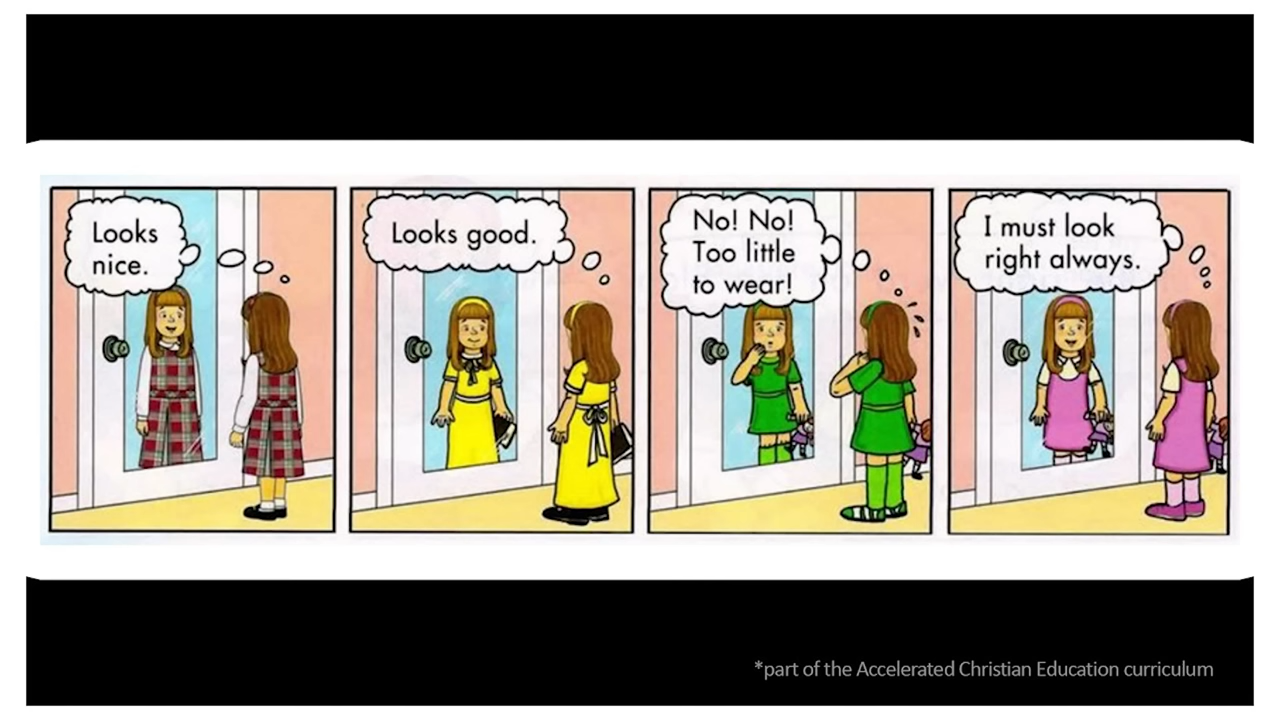 Looks
nice.
Looks good.
No! No!
Too little
to wear!
I must look
right always.
*part of the Accelerated Christian Education curriculum